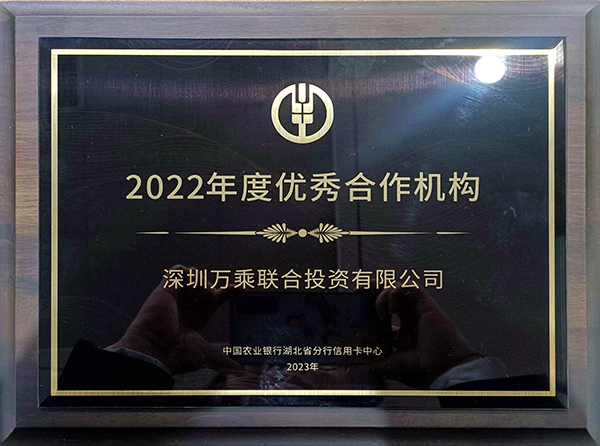 2022年度优秀合作机构
深圳万乘联合投资有限公司
中国农业银行湖北省分行信用卡中心
2023年